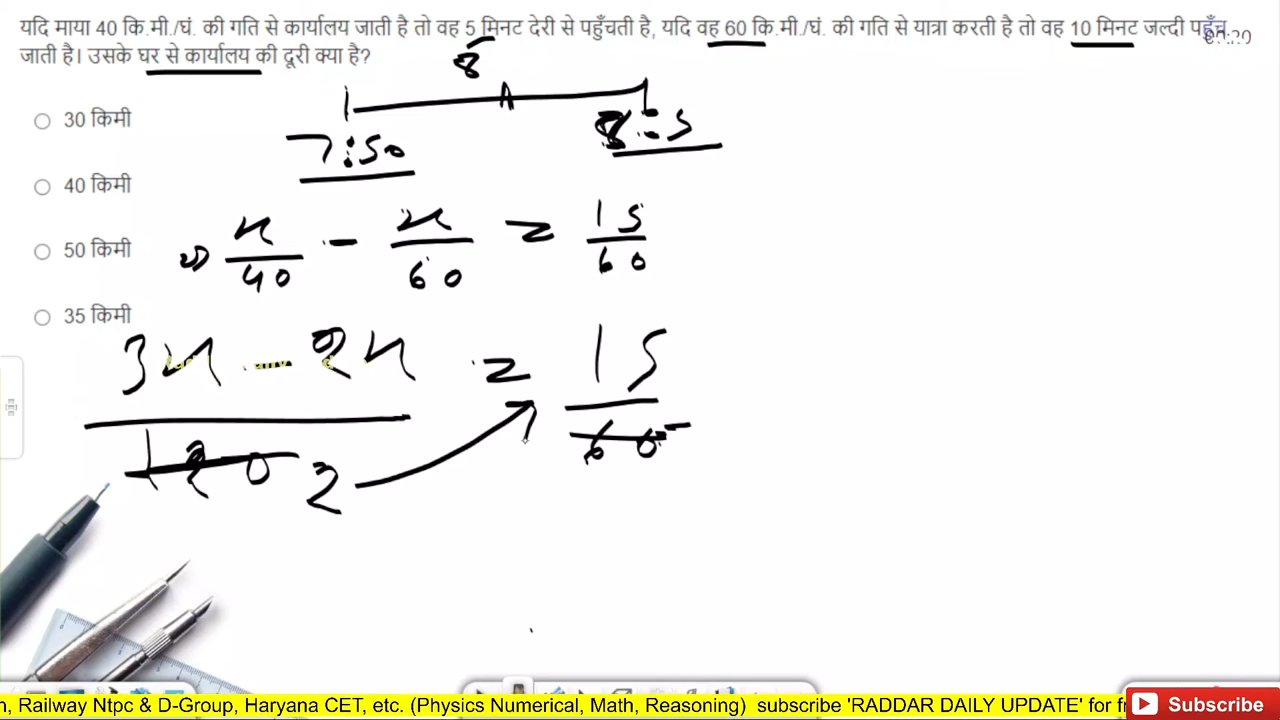 यदि माया 40 कि.मी./घं. की गति से कार्यालय जाती है तो वह 5 मिनट देरी से पहुँचती है, यदि वह 60 कि.मी./घं. की गति से यात्रा करती है तो वह 10 मिनट जल्दी पहुँच
जाती है। उसके घर से कार्यालय की दूरी क्या है?
8
30 किमी
7:50
8:5
40 किमी
x/40 - x/60 = 15/60
50 किमी
35 किमी
3x - 2x = 15
120 2 60
n, Railway Ntpc & D-Group, Haryana CET, etc. (Physics Numerical, Math, Reasoning) subscribe 'RADDAR DAILY UPDATE' for fr
Subscribe